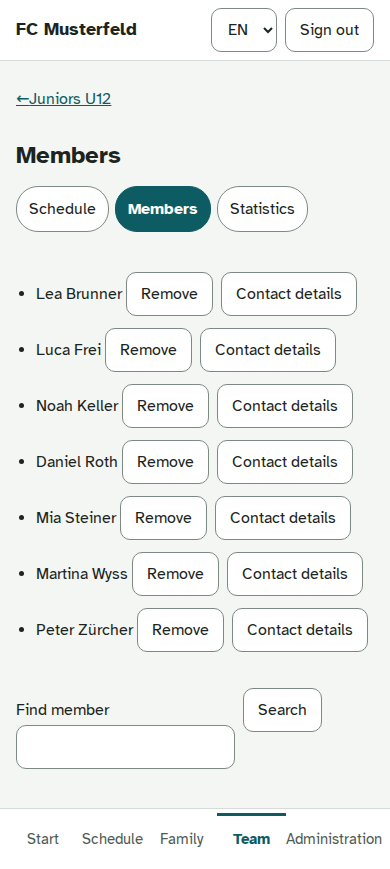 FC Musterfeld EN Sign out
←Juniors U12
Members
Schedule Members Statistics
• Lea Brunner Remove Contact details
• Luca Frei Remove Contact details
• Noah Keller Remove Contact details
• Daniel Roth Remove Contact details
• Mia Steiner Remove Contact details
• Martina Wyss Remove Contact details
• Peter Zürcher Remove Contact details
Find member Search
Start Schedule Family Team Administration